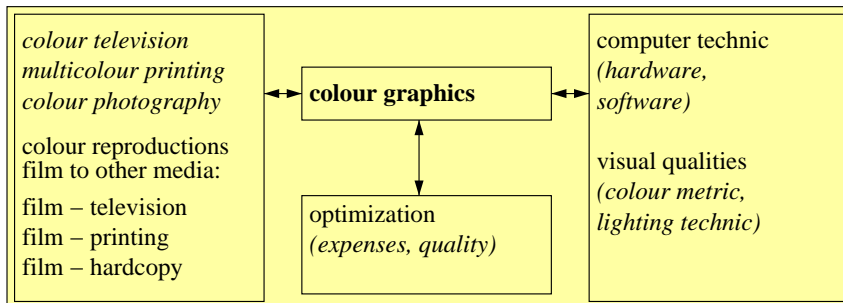 colour television
multicolour printing
colour photography
colour reproductions
film to other media:
film – television
film – printing
film – hardcopy
colour graphics
optimization
(expenses, quality)
computer technic
(hardware,
software)
visual qualities
(colour metric,
lighting technic)